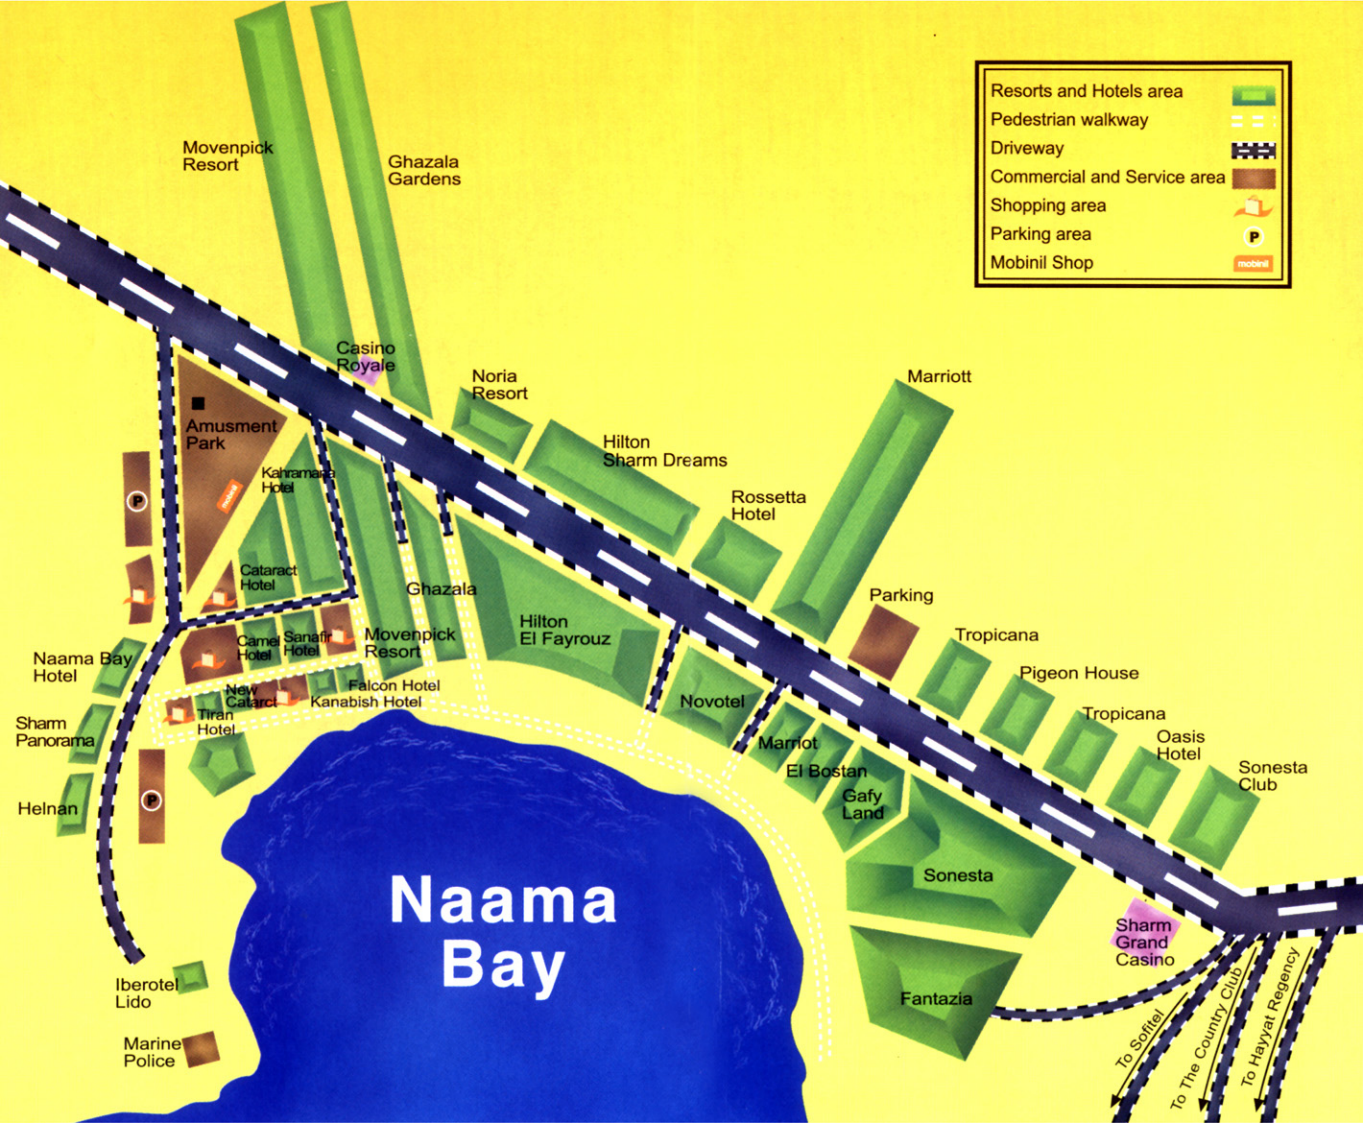 Movenpick
Resort
Ghazala
Gardens
Resorts and Hotels area
Pedestrian walkway
Driveway
Commercial and Service area
Shopping area
Parking area
P
Mobinil Shop
mobinil
Casino
Royale
Noria
Resort
Marriott
Hilton
Sharm Dreams
Rossetta
Hotel
Amusment
Park
Kahramana
Hotel
mobinil
P
Cataract
Hotel
Ghazala
Hilton
El Fayrouz
Parking
Tropicana
Pigeon House
Tropicana
Oasis
Hotel
Sonesta
Club
Camel
Hotel
Sanafir
Hotel
Movenpick
Resort
Naama Bay
Hotel
Falcon Hotel
Kanabish Hotel
New
Catarct
Tiran
Hotel
Novotel
Sharm
Panorama
Marriot
El Bostan
Gafy
Land
Helnan
P
Sonesta
Naama
Bay
Sharm
Grand
Casino
Iberotel
Lido
Fantazia
Marine
Police
To Sofitel
To The Country Club
To Hayyat Regency